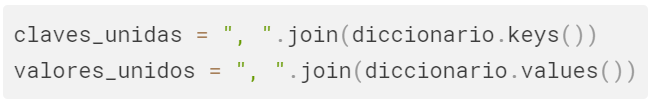 claves_unidas = ", ".join(diccionario.keys())
valores_unidos = ", ".join(diccionario.values())